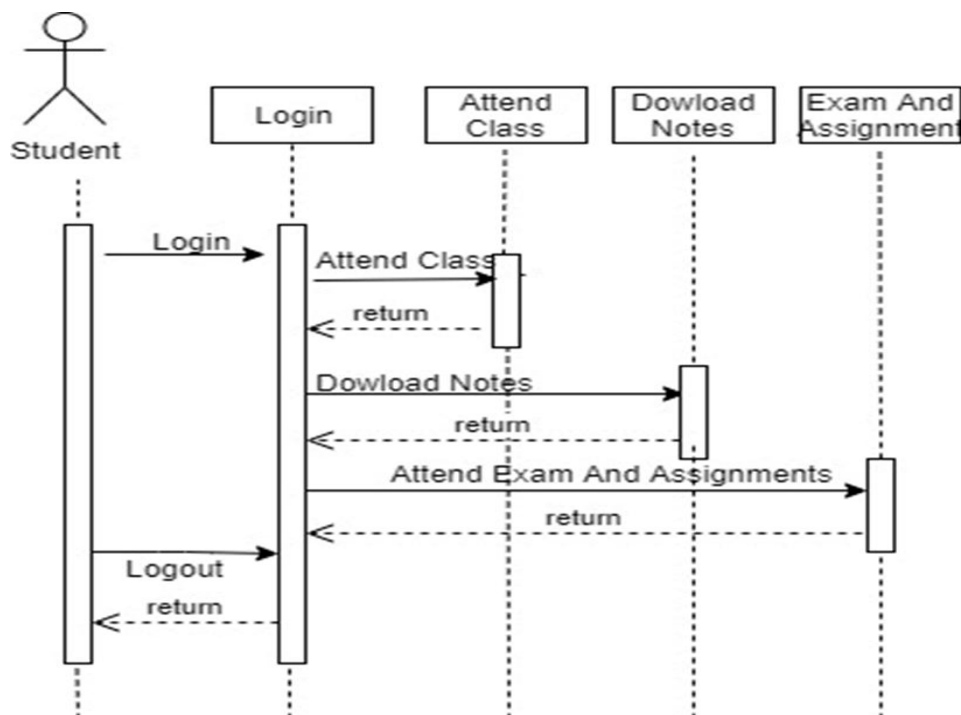 Student
Login
Attend
Class
Dowload
Notes
Exam And
Assignment
Login
Attend Class
return
Dowload Notes
return
Attend Exam And Assignments
return
Logout
return